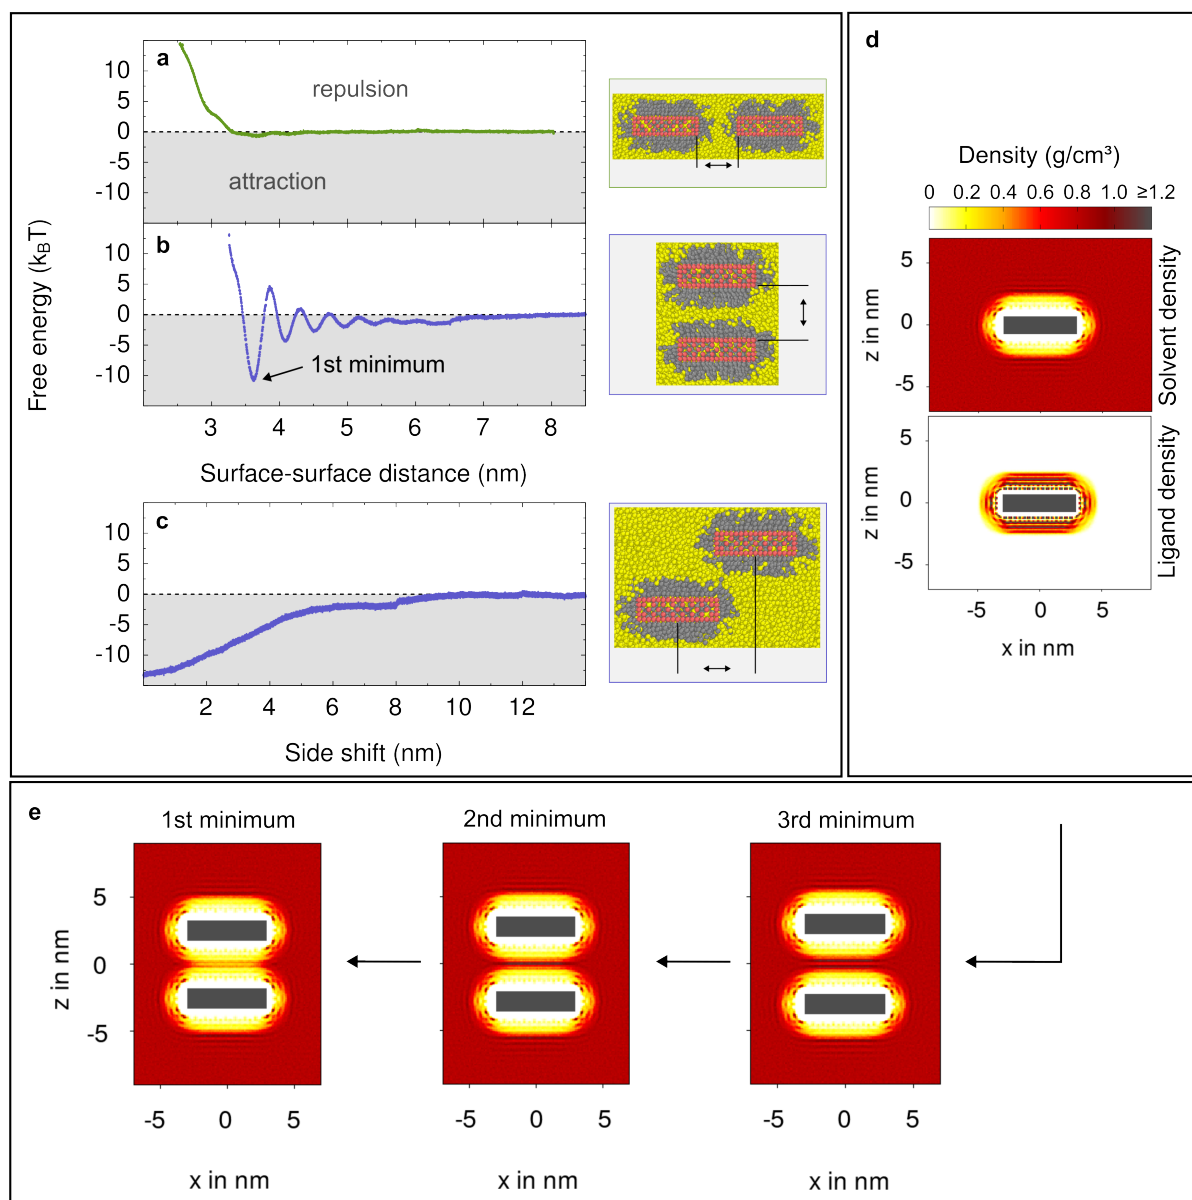 a
10
5
0
-5
-10
repulsion
attraction
b
10
5
0
-5
-10
1st minimum
Free energy (kBT)
3 4 5 6 7 8
Surface-surface distance (nm)
c
10
5
0
-5
-10
2 4 6 8 10 12
Side shift (nm)
d
Density (g/cm³)
0 0.2 0.4 0.6 0.8 1.0 ≥1.2
5
0
-5
z in nm
Solvent density
5
0
-5
z in nm
Ligand density
-5 0 5
x in nm
e
1st minimum 2nd minimum 3rd minimum
5
0
-5
z in nm
-5 0 5 -5 0 5 -5 0 5
x in nm x in nm x in nm